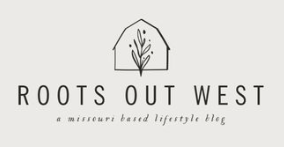 ROOTS OUT WEST
a missouri based lifestyle blog